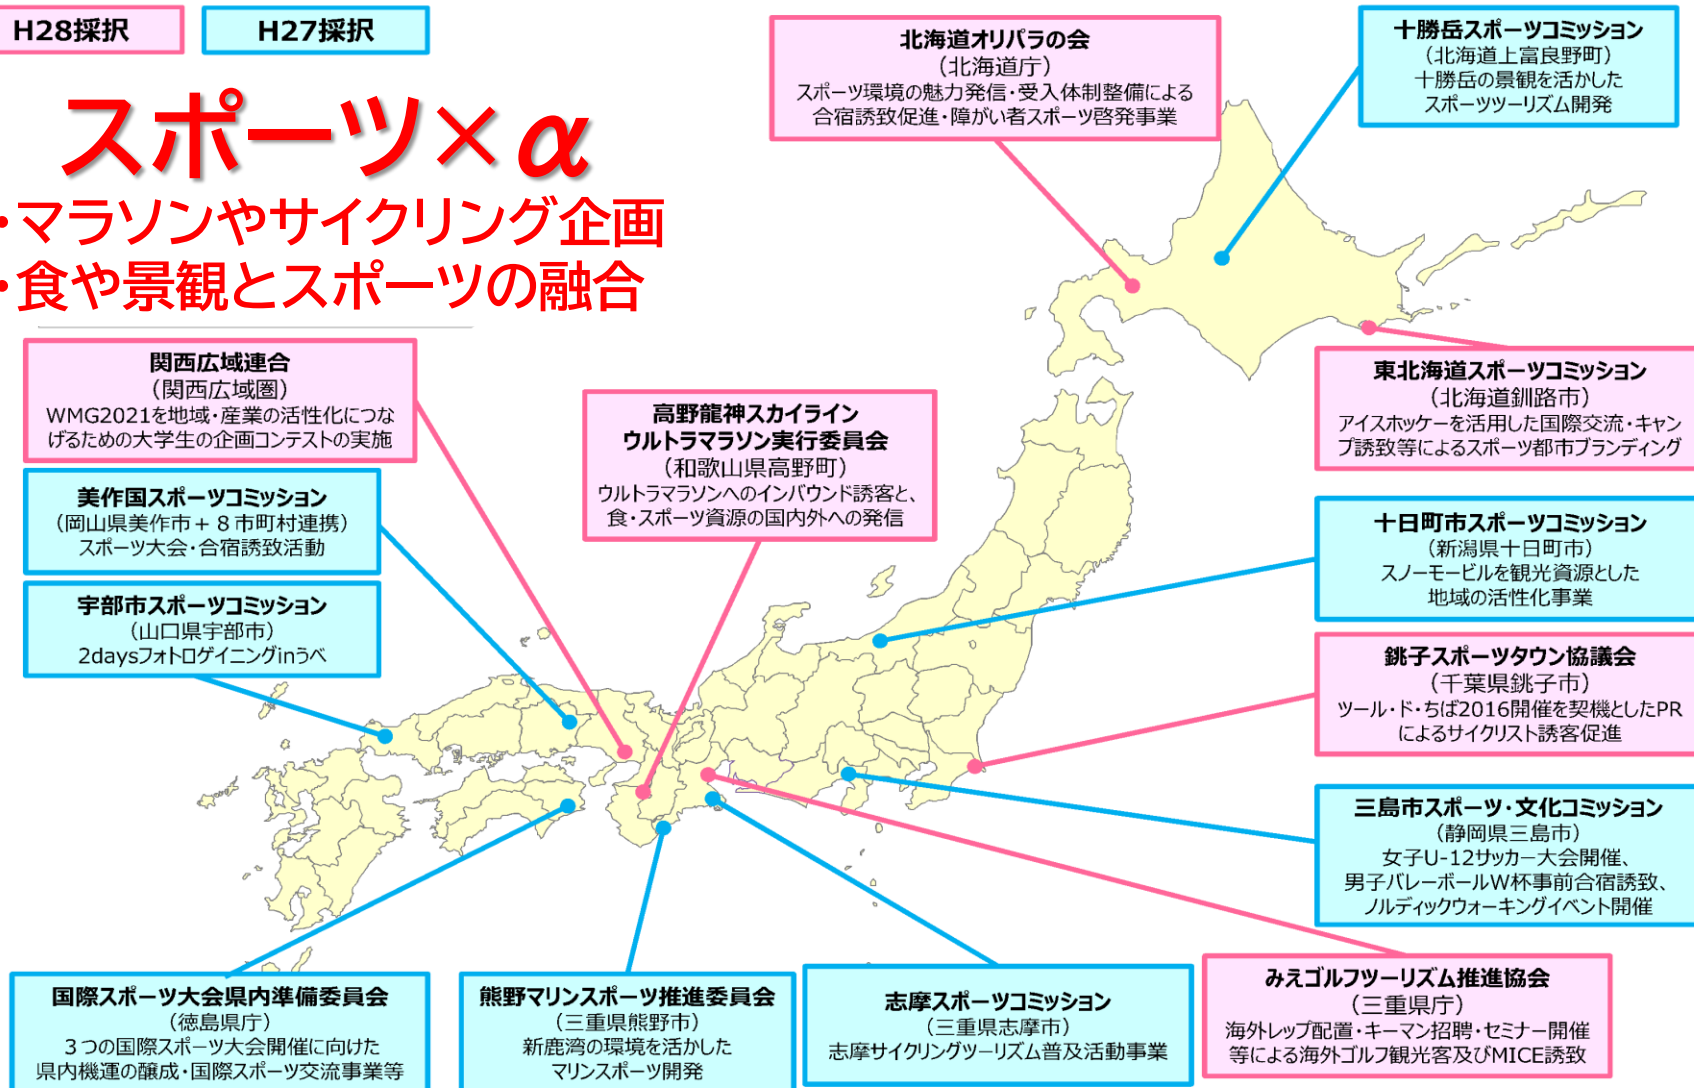 H28採択
H27採択
スポーツ×α
・マラソンやサイクリング企画
・食や景観とスポーツの融合
北海道オリパラの会
（北海道庁）
スポーツ環境の魅力発信・受入体制整備による
合宿誘致促進・障がい者スポーツ啓発事業
十勝岳スポーツコミッション
（北海道上富良野町）
十勝岳の景観を活かした
スポーツツーリズム開発
関西広域連合
（関西広域圏）
WMG2021を地域・産業の活性化につな
げるための大学生の企画コンテストの実施
高野龍神スカイライン
ウルトラマラソン実行委員会
（和歌山県高野町）
ウルトラマラソンへのインバウンド誘客と、
食・スポーツ資源の国内外への発信
東北海道スポーツコミッション
（北海道釧路市）
アイスホッケーを活用した国際交流・キャン
プ誘致等によるスポーツ都市ブランディング
美作国スポーツコミッション
（岡山県美作市＋８市町村連携）
スポーツ大会・合宿誘致活動
十日町市スポーツコミッション
（新潟県十日町市）
スノーモービルを観光資源とした
地域の活性化事業
宇部市スポーツコミッション
（山口県宇部市）
2daysフォトロゲイニングinうべ
銚子スポーツタウン協議会
（千葉県銚子市）
ツール・ド・ちば2016開催を契機としたPR
によるサイクリスト誘客促進
三島市スポーツ・文化コミッション
（静岡県三島市）
女子U-12サッカー大会開催、
男子バレーボールW杯事前合宿誘致、
ノルディックウォーキングイベント開催
国際スポーツ大会県内準備委員会
（徳島県庁）
３つの国際スポーツ大会開催に向けた
県内機運の醸成・国際スポーツ交流事業等
熊野マリンスポーツ推進委員会
（三重県熊野市）
新鹿湾の環境を活かした
マリンスポーツ開発
志摩スポーツコミッション
（三重県志摩市）
志摩サイクリングツーリズム普及活動事業
みえゴルフツーリズム推進協会
（三重県庁）
海外レップ配置・キーマン招聘・セミナー開催
等による海外ゴルフ観光客及びMICE誘致